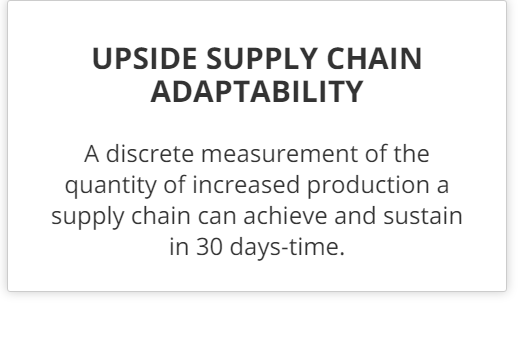 UPSIDE SUPPLY CHAIN
ADAPTABILITY
A discrete measurement of the
quantity of increased production a
supply chain can achieve and sustain
in 30 days-time.